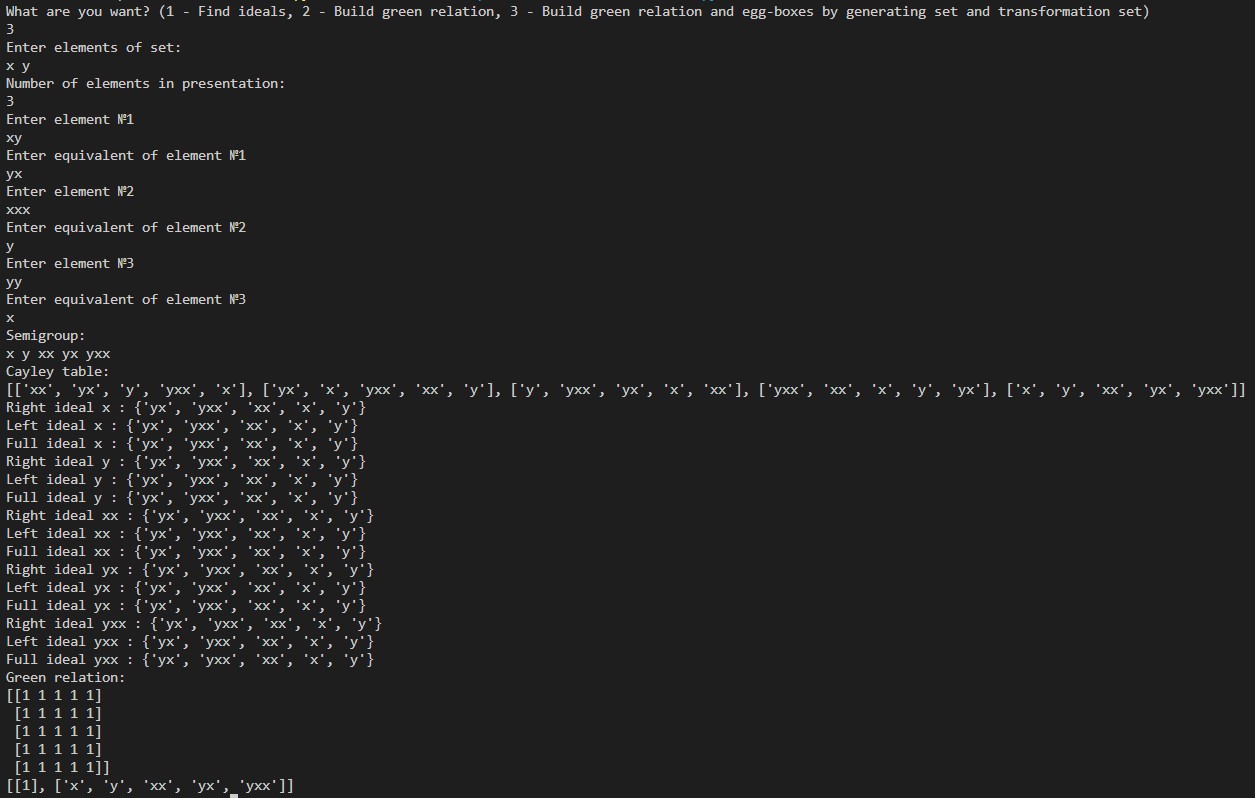 What are you want? (1 - Find ideals, 2 - Build green relation, 3 - Build green relation and egg-boxes by generating set and transformation set)
3
Enter elements of set:
x y
Number of elements in presentation:
3
Enter element №1
xy
Enter equivalent of element №1
yx
Enter element №2
xxx
Enter equivalent of element №2
y
Enter element №3
yy
Enter equivalent of element №3
x
Semigroup:
x y xx yx yxx
Cayley table:
[['xx', 'yx', 'y', 'yxx', 'x'], ['yx', 'x', 'yxx', 'xx', 'y'], ['y', 'yxx', 'yx', 'x', 'xx'], ['yxx', 'xx', 'x', 'y', 'yx'], ['x', 'y', 'xx', 'yx', 'yxx']]
Right ideal x : {'yx', 'yxx', 'xx', 'x', 'y'}
Left ideal x : {'yx', 'yxx', 'xx', 'x', 'y'}
Full ideal x : {'yx', 'yxx', 'xx', 'x', 'y'}
Right ideal y : {'yx', 'yxx', 'xx', 'x', 'y'}
Left ideal y : {'yx', 'yxx', 'xx', 'x', 'y'}
Full ideal y : {'yx', 'yxx', 'xx', 'x', 'y'}
Right ideal xx : {'yx', 'yxx', 'xx', 'x', 'y'}
Left ideal xx : {'yx', 'yxx', 'xx', 'x', 'y'}
Full ideal xx : {'yx', 'yxx', 'xx', 'x', 'y'}
Right ideal yx : {'yx', 'yxx', 'xx', 'x', 'y'}
Left ideal yx : {'yx', 'yxx', 'xx', 'x', 'y'}
Full ideal yx : {'yx', 'yxx', 'xx', 'x', 'y'}
Right ideal yxx : {'yx', 'yxx', 'xx', 'x', 'y'}
Left ideal yxx : {'yx', 'yxx', 'xx', 'x', 'y'}
Full ideal yxx : {'yx', 'yxx', 'xx', 'x', 'y'}
Green relation:
[[1 1 1 1 1]
[1 1 1 1 1]
[1 1 1 1 1]
[1 1 1 1 1]
[1 1 1 1 1]]
[[1], ['x', 'y', 'xx', 'yx', 'yxx']]